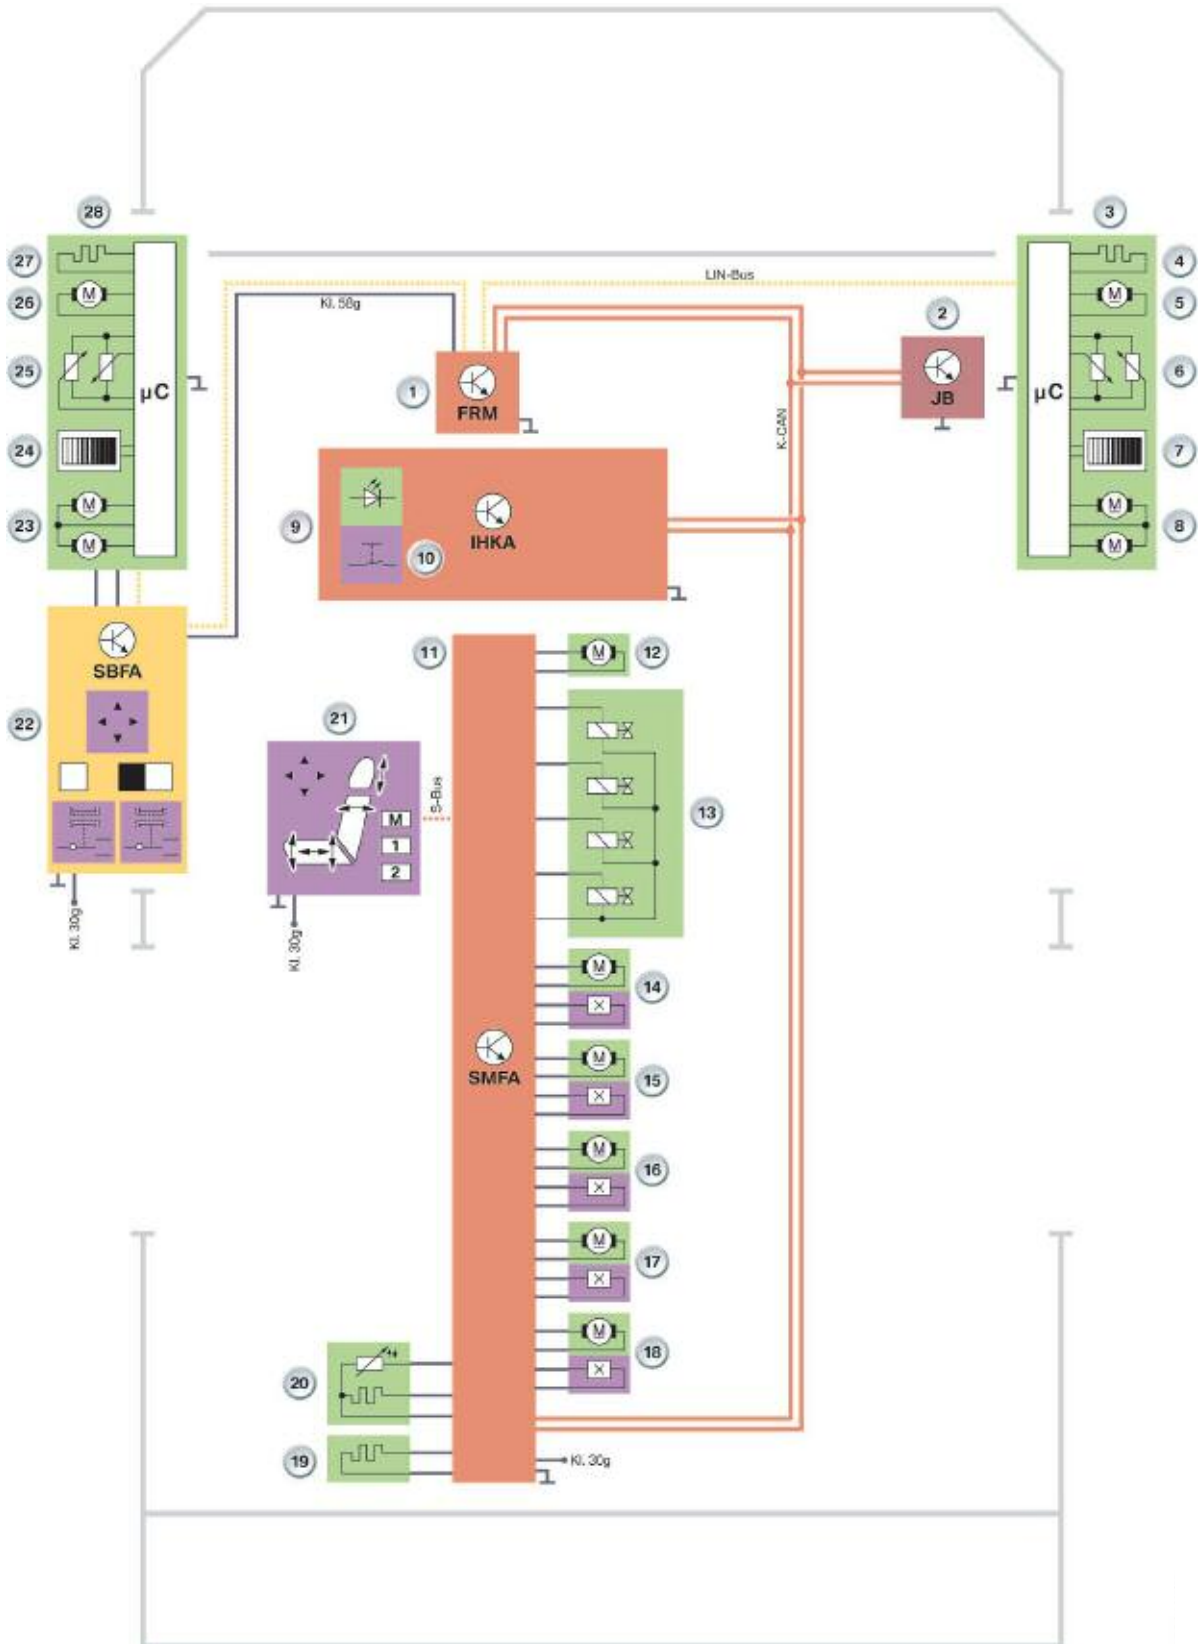 28
3
27
4
LIN-Bus
M
26
Kl. 58g
M
5
2
25
µC
1
FRM
JB
µC
6
K-CAN
24
7
M
M
9
IHKA
23
8
M
10
M
SBFA
11
M
12
22
21
S-Bus
M
1
2
13
Kl. 30g
Kl. 30g
M
14
X
SMFA
M
15
X
M
16
X
M
17
X
M
18
X
20
19
Kl. 30g